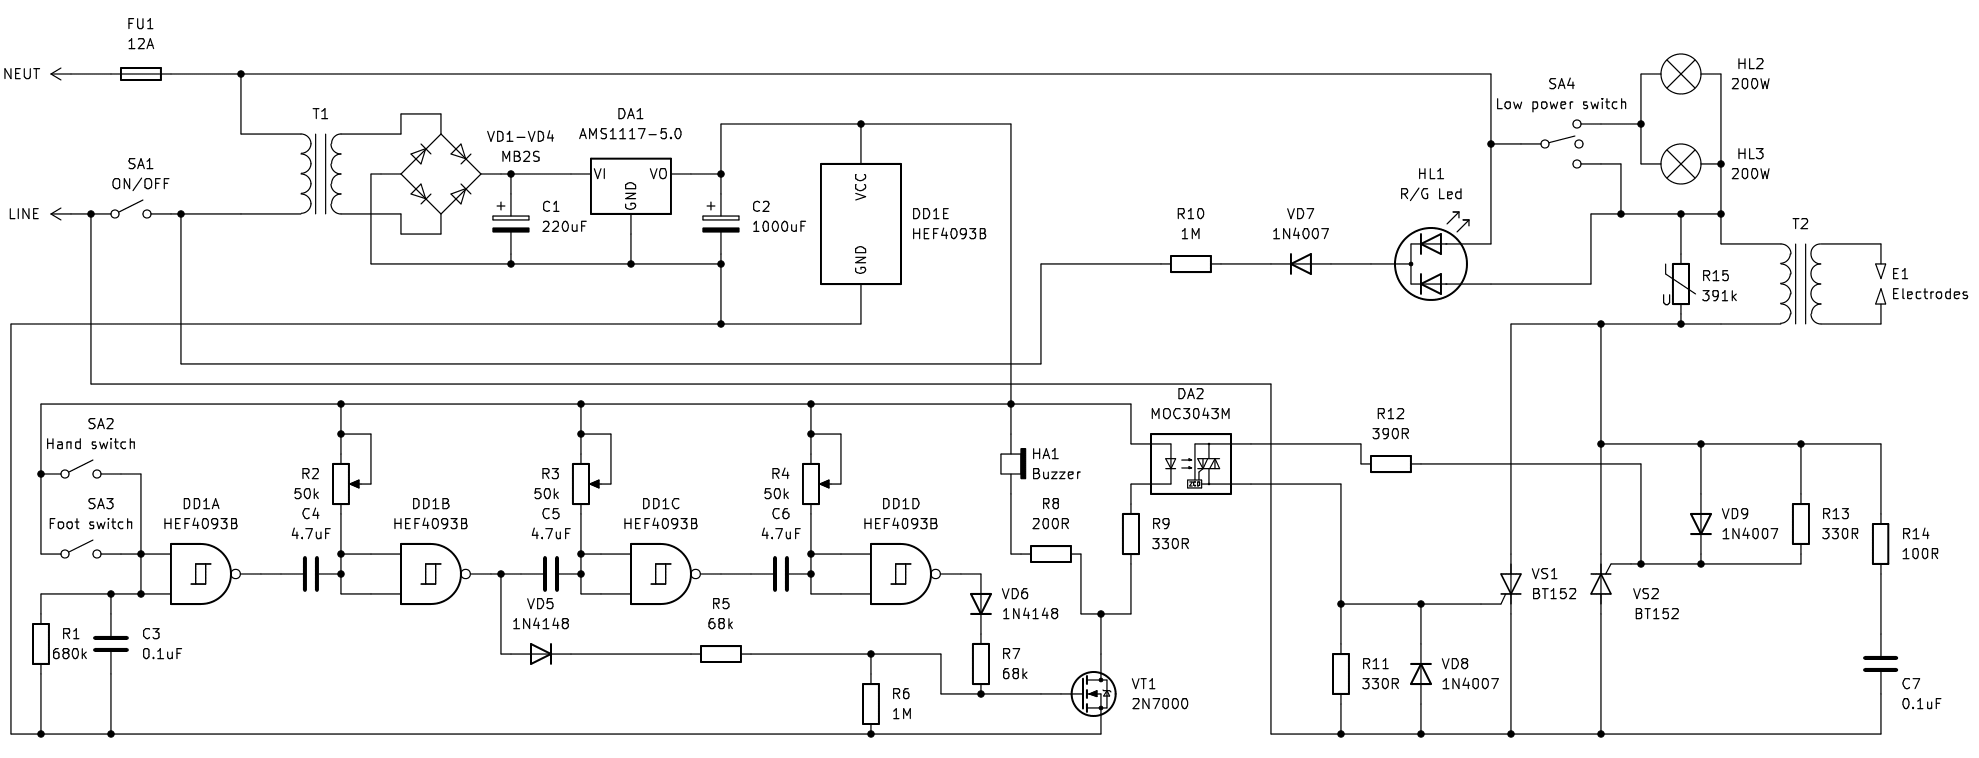 FU1
12A
NEUT
T1
VD1-VD4
MB2S
DA1
AMS1117-5.0
VI
VO
GND
SA1
ON/OFF
LINE
+
C1
220uF
+
C2
1000uF
VCC
GND
DD1E
HEF4093B
R10
1M
VD7
1N4007
HL1
R/G Led
SA4
Low power switch
HL2
200W
HL3
200W
R15
391k
U
T2
E1
Electrodes
SA2
Hand switch
SA3
Foot switch
DD1A
HEF4093B
R2
50k
C4
4.7uF
DD1B
HEF4093B
R3
50k
C5
4.7uF
DD1C
HEF4093B
R4
50k
C6
4.7uF
DD1D
HEF4093B
HA1
Buzzer
R8
200R
DA2
MOC3043M
ZCD
R9
330R
R12
390R
VD9
1N4007
R13
330R
R14
100R
VS1
BT152
VS2
BT152
R1
680k
C3
0.1uF
VD5
1N4148
R5
68k
VD6
1N4148
R7
68k
R6
1M
VT1
2N7000
R11
330R
VD8
1N4007
C7
0.1uF